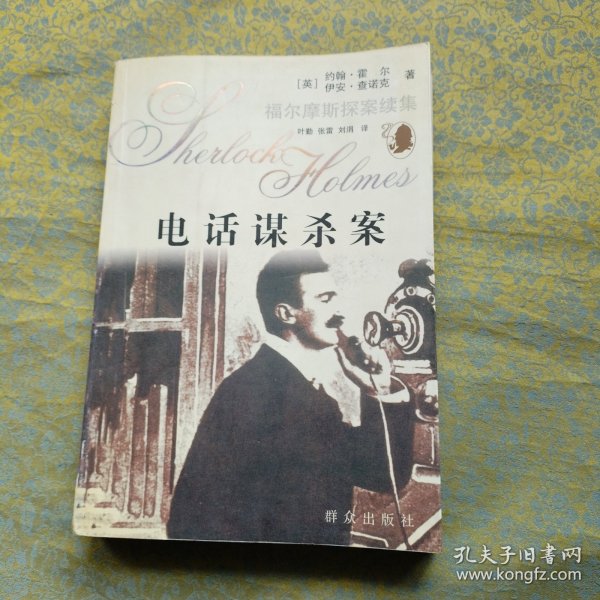 [英] 约翰·霍 尔 著
伊安·查诺克
福尔摩斯探案续集
叶勤 张雷 刘涓 译
Sherlock
Holmes
电话谋杀案
群众出版社
孔夫子旧书网
www.kongfz.com